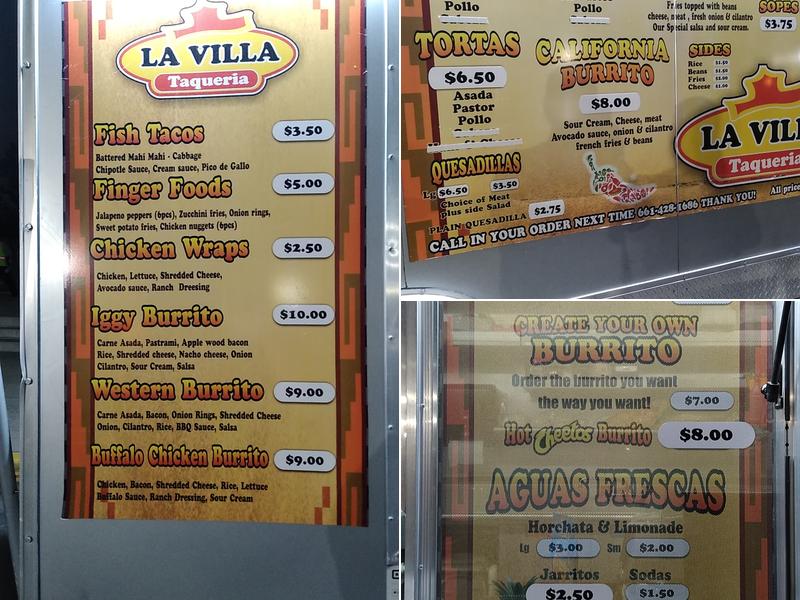 LA VILLA
Taqueria
Fish Tacos $3.50
Battered Mahi Mahi - Cabbage
Chipotle Sauce, Cream sauce, Pico de Gallo
Finger Foods $5.00
Jalapeno peppers (6pcs), Zucchini fries, Onion rings,
Sweet potato fries, Chicken nuggets (6pcs)
Chicken Wraps $2.50
Chicken, Lettuce, Shredded Cheese,
Avocado sauce, Ranch Dressing
Iggy Burrito $10.00
Carne Asada, Pastrami, Apple wood bacon
Rice, Shredded cheese, Nacho cheese, Onion
Cilantro, Sour Cream, Salsa
Western Burrito $9.00
Carne Asada, Bacon, Onion Rings, Shredded Cheese
Onion, Cilantro, Rice, BBQ Sauce, Salsa
Buffalo Chicken Burrito $9.00
Chicken, Bacon, Shredded Cheese, Rice, Lettuce
Buffalo Sauce, Ranch Dressing, Sour Cream
Pollo
Pollo
Fries topped with beans
cheese, meat, fresh onion & cilantro
Our Special salsa and sour cream.
SOPES
$3.75
TORTAS
$6.50
Asada
Pastor
Pollo
CALIFORNIA
BURRITO
$8.00
Sour Cream, Cheese, meat
Avocado sauce, onion & cilantro
french fries & beans
SIDES
Rice $1.50
Beans $1.50
Fries $2.00
Cheese $1.00
LA VIL
Taqueria
QUESADILLAS
Lg $6.50 $3.50
Choice of Meat
Plus side Salad
PLAIN QUESADILLA $2.75
CALL IN YOUR ORDER NEXT TIME 661-428-1686 THANK YOU!
All price
CREATE YOUR OWN
BURRITO
Order the burrito you want
the way you want! $7.00
Hot Cheetos Burrito $8.00
AGUAS FRESCAS
Horchata & Limonade
Lg $3.00 Sm $2.00
Jarritos Sodas
$2.50 $1.50